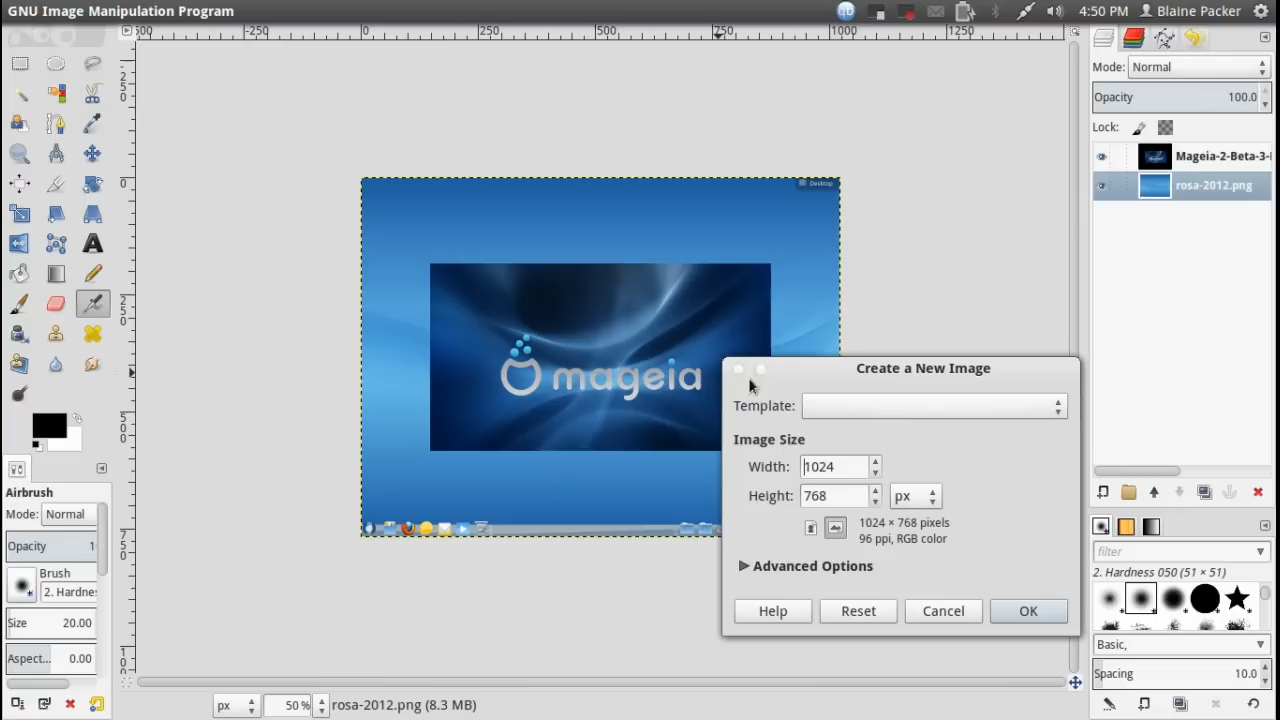 GNU Image Manipulation Program
4:50 PM Blaine Packer
-250 0 250 500 750 1000 1250
Mode: Normal
Opacity 100.0
Lock:
Mageia-2-Beta-3-
rosa-2012.png
Desktop
mageia
Create a New Image
Template:
Image Size
Width: 1024
Height: 768 px
1024 × 768 pixels
96 ppi, RGB color
Advanced Options
Help Reset Cancel OK
Airbrush
Mode: Normal
Opacity
Brush
2. Hardnes
Size 20.00
Aspect... 0.00
filter
2. Hardness 050 (51 × 51)
Basic,
Spacing 10.0
px 50 % rosa-2012.png (8.3 MB)